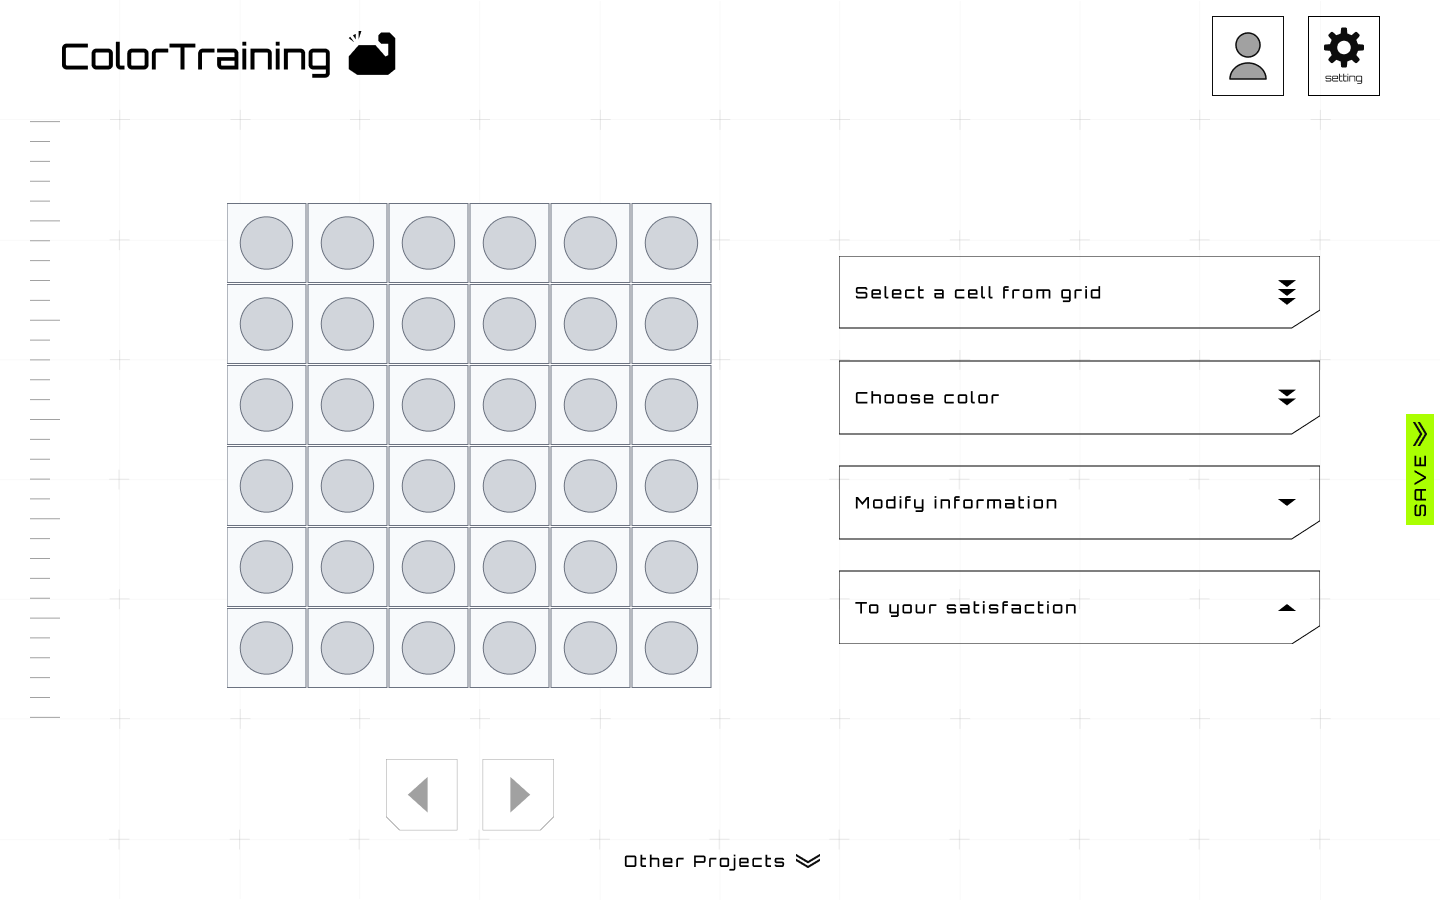 ColorTraining
setting
Select a cell from grid
Choose color
Modify information
To your satisfaction
SAVE
Other Projects